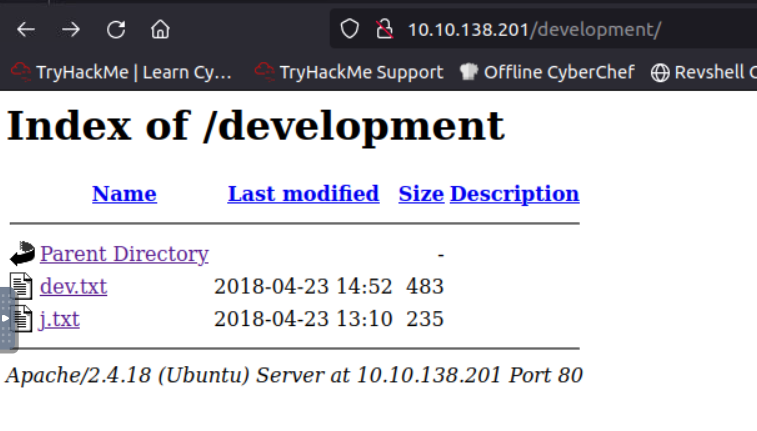 10.10.138.201/development/
TryHackMe | Learn Cy... TryHackMe Support Offline CyberChef Revshell
Index of /development
Name Last modified Size Description
Parent Directory -
dev.txt 2018-04-23 14:52 483
j.txt 2018-04-23 13:10 235
Apache/2.4.18 (Ubuntu) Server at 10.10.138.201 Port 80